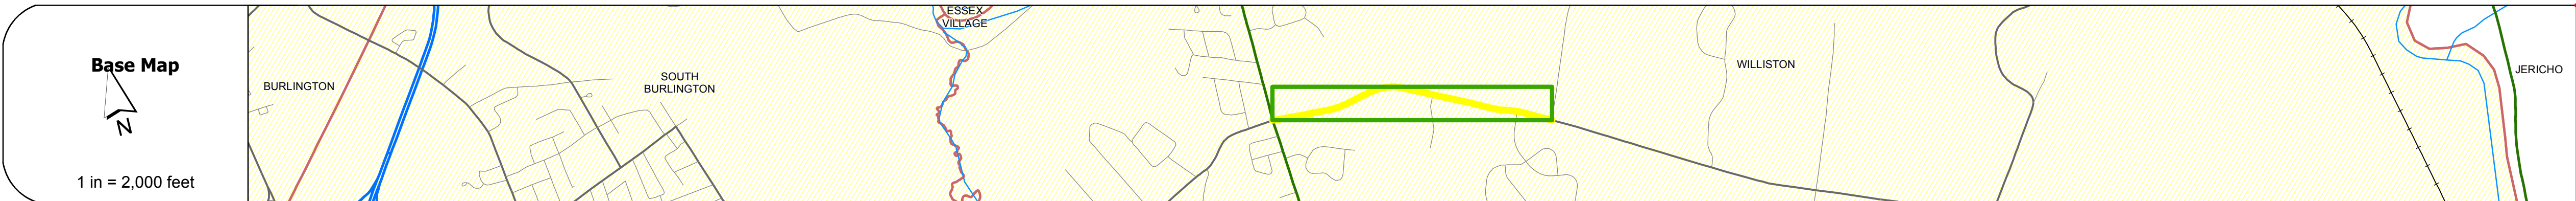 Base Map
N
1 in = 2,000 feet
BURLINGTON
SOUTH
BURLINGTON
ESSEX
VILLAGE
WILLISTON
JERICHO